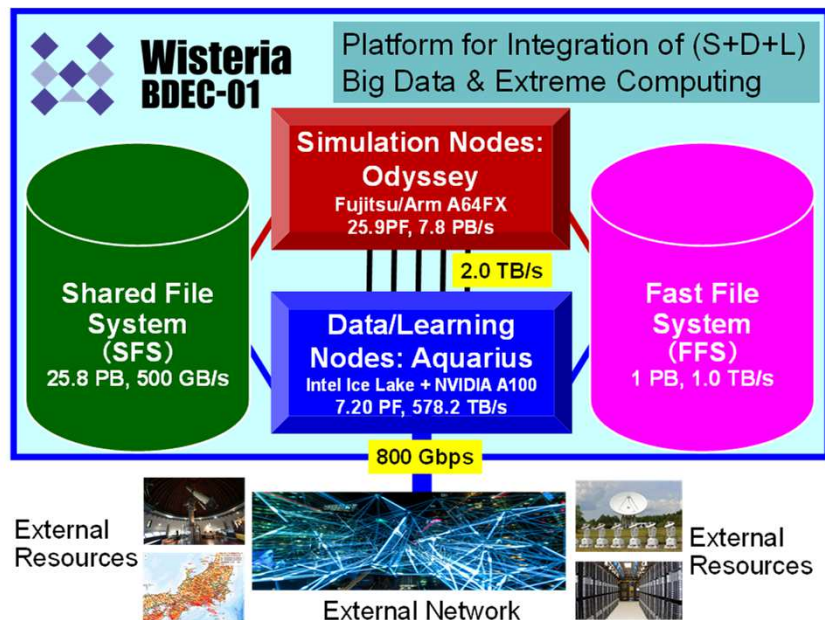 Wisteria
BDEC-01
Platform for Integration of (S+D+L)
Big Data & Extreme Computing
Simulation Nodes:
Odyssey
Fujitsu/Arm A64FX
25.9PF, 7.8 PB/s
2.0 TB/s
Shared File
System
(SFS)
25.8 PB, 500 GB/s
Data/Learning
Nodes: Aquarius
Intel Ice Lake + NVIDIA A100
7.20 PF, 578.2 TB/s
Fast File
System
(FFS)
1 PB, 1.0 TB/s
800 Gbps
External
Resources
External Network
External
Resources